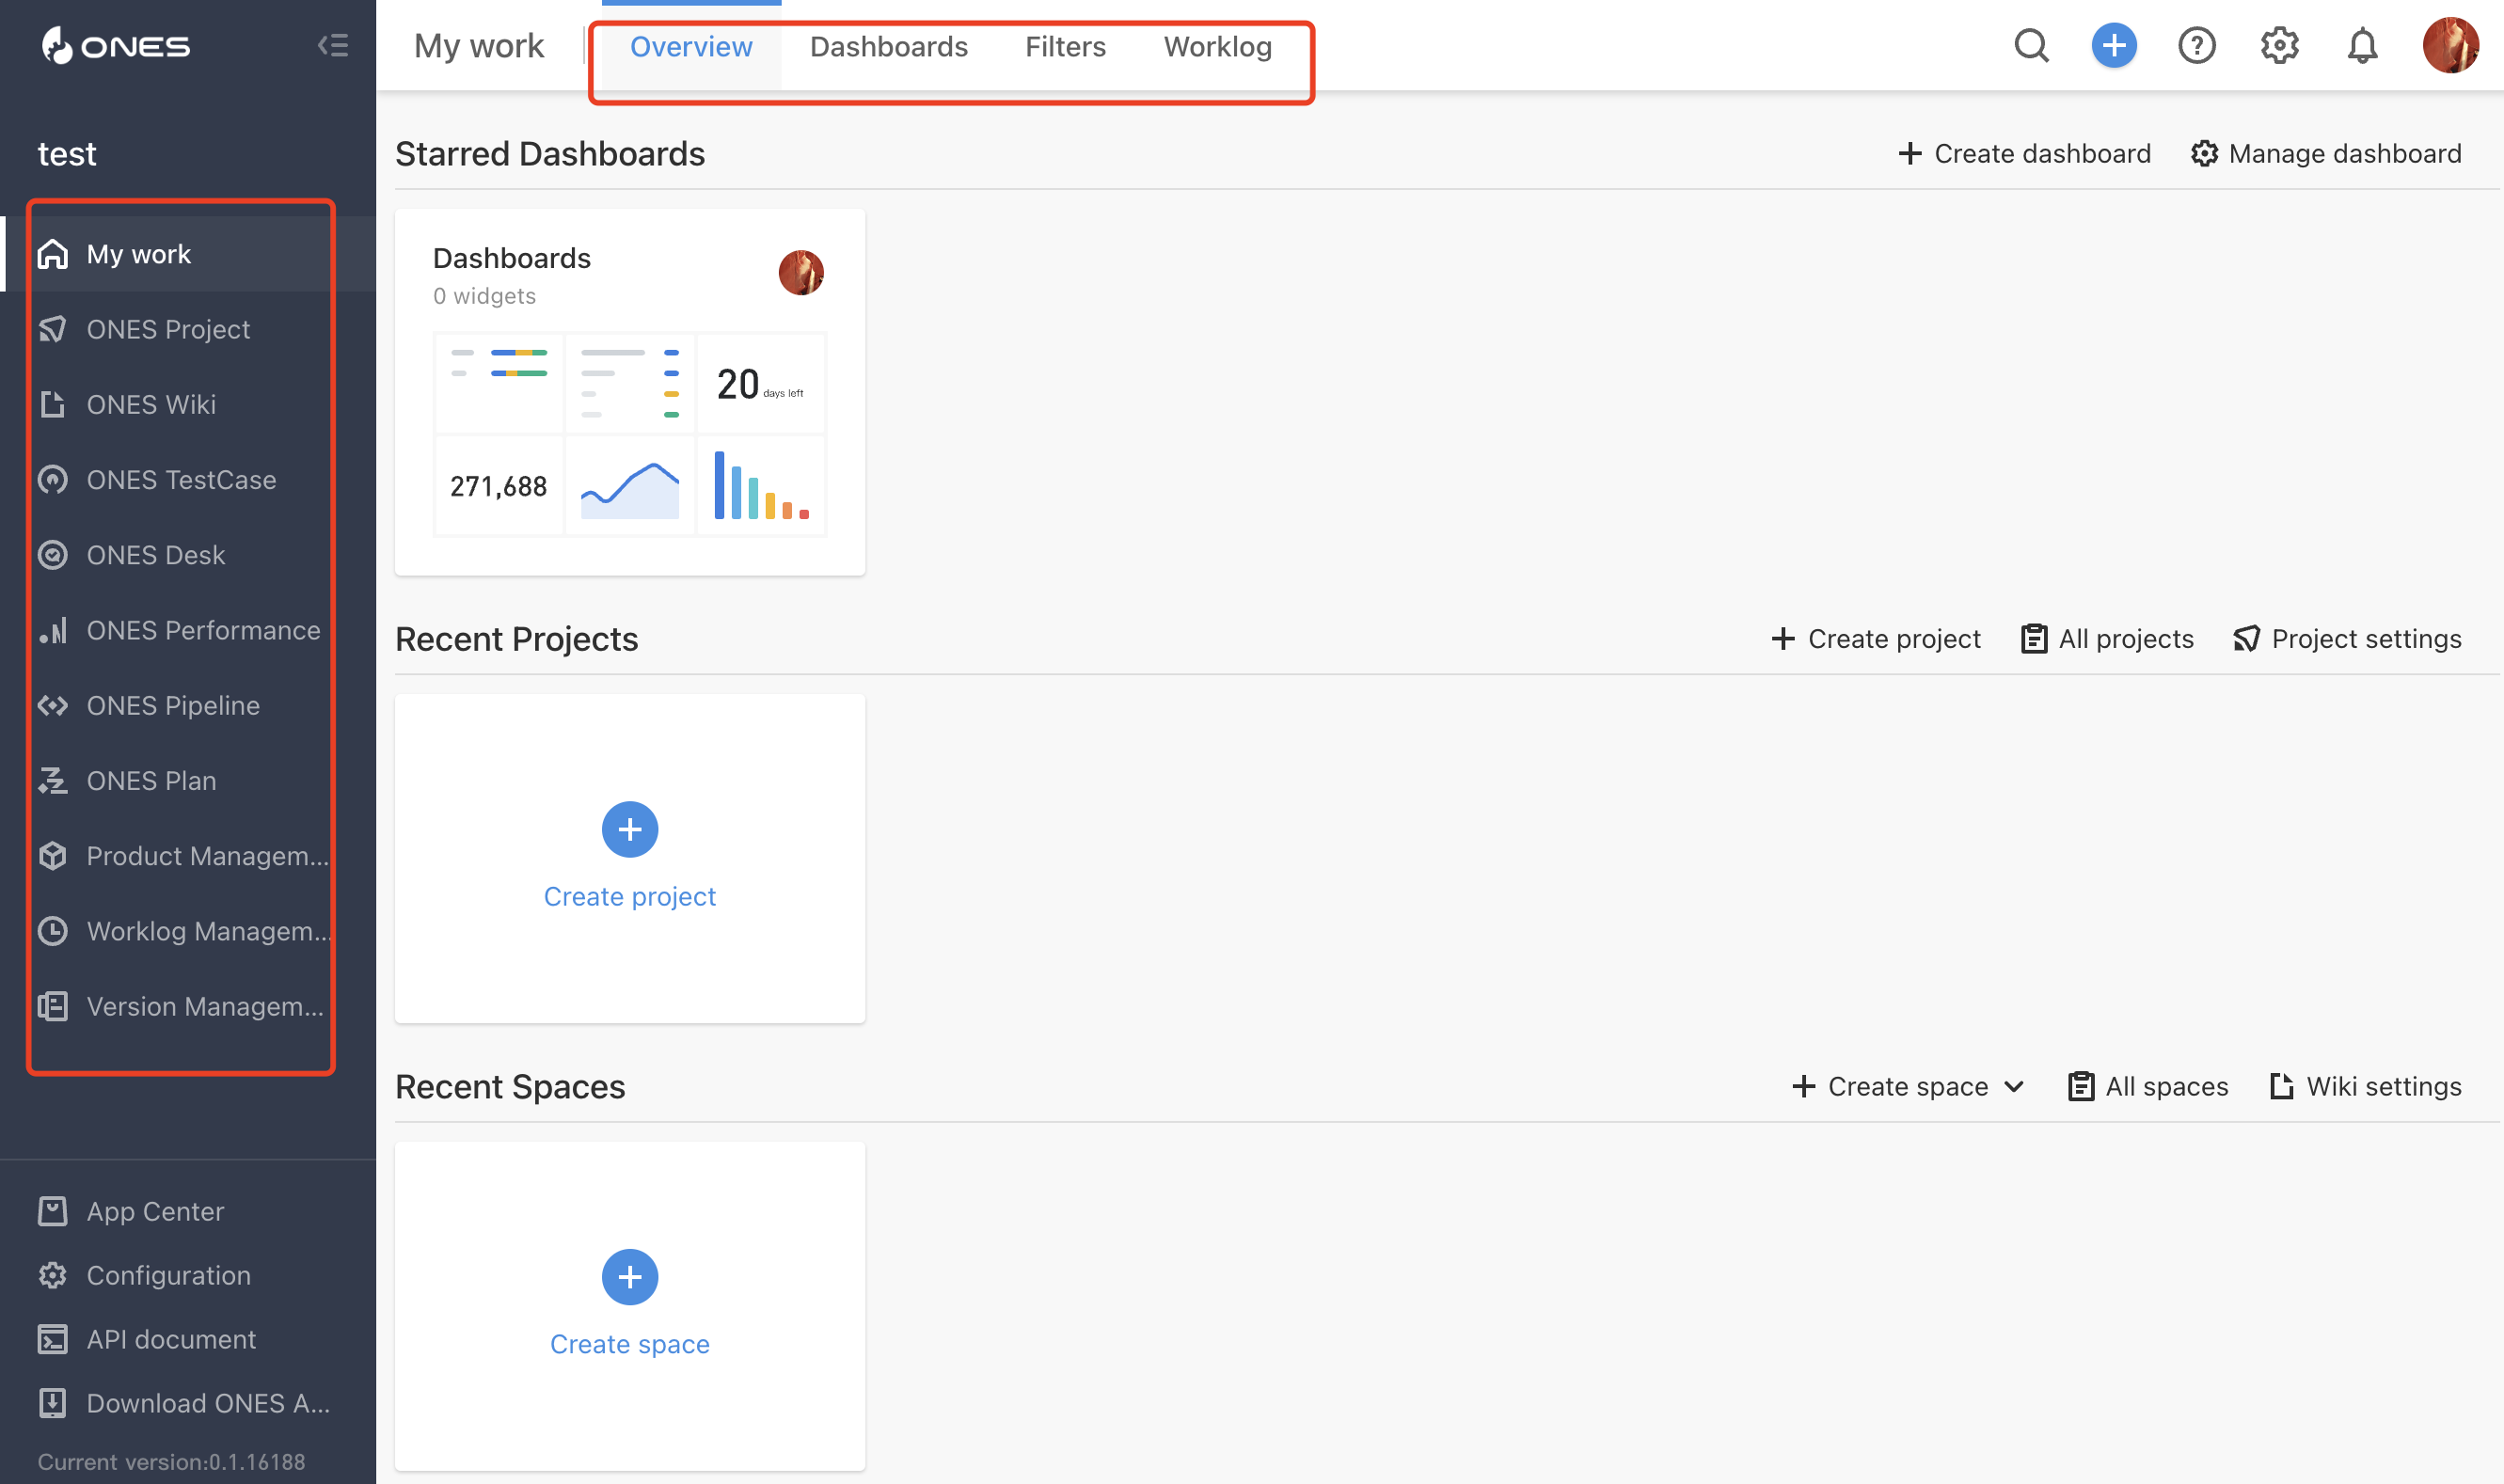 ONES
test
My work
ONES Project
ONES Wiki
ONES TestCase
ONES Desk
ONES Performance
ONES Pipeline
ONES Plan
Product Managem...
Worklog Managem...
Version Managem...
App Center
Configuration
API document
Download ONES A...
Current version:0.1.16188
My work
Overview Dashboards Filters Worklog
Starred Dashboards
Create dashboard Manage dashboard
Dashboards
0 widgets
20 days left
271,688
Recent Projects
Create project All projects Project settings
Create project
Recent Spaces
Create space All spaces Wiki settings
Create space